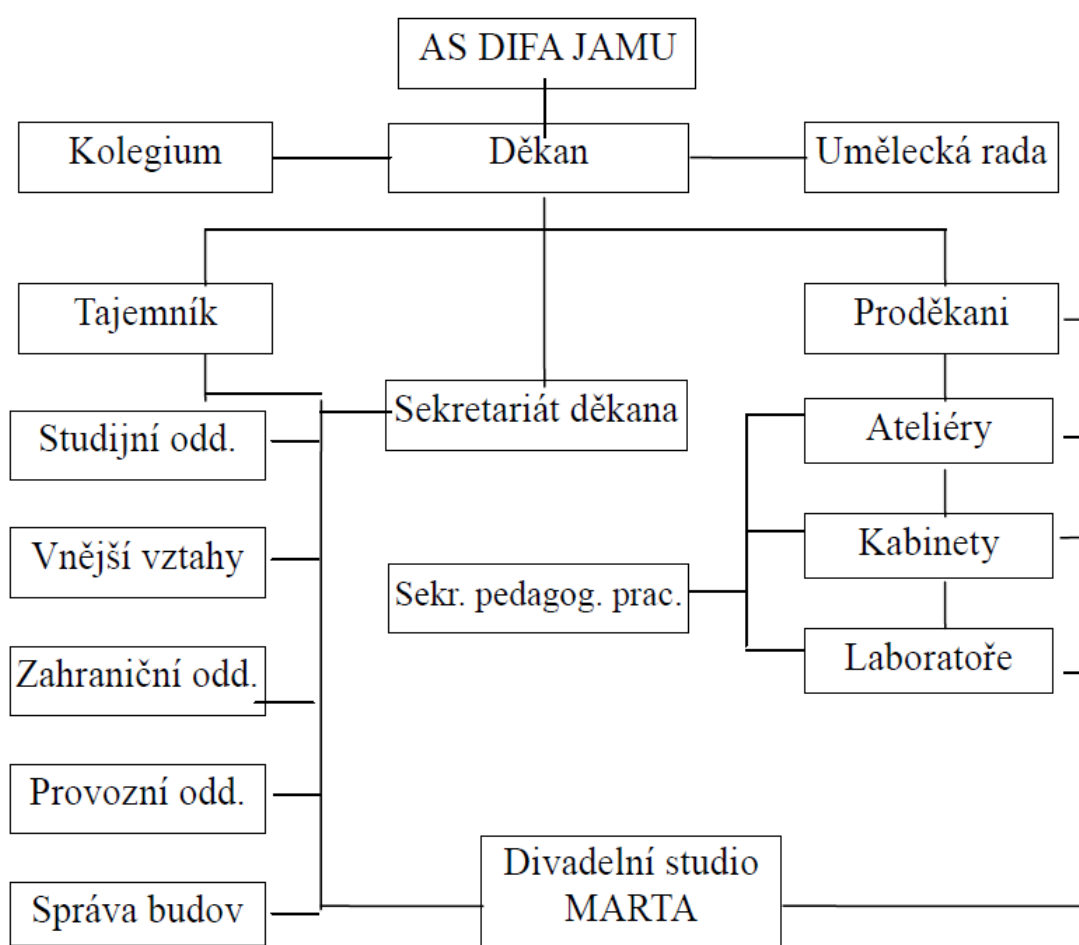 AS DIFA JAMU
Kolegium
Děkan
Umělecká rada
Tajemník
Proděkani
Sekretariát děkana
Ateliéry
Studijní odd.
Kabinety
Vnější vztahy
Sekr. pedagog. prac.
Laboratoře
Zahraniční odd.
Provozní odd.
Divadelní studio
MARTA
Správa budov